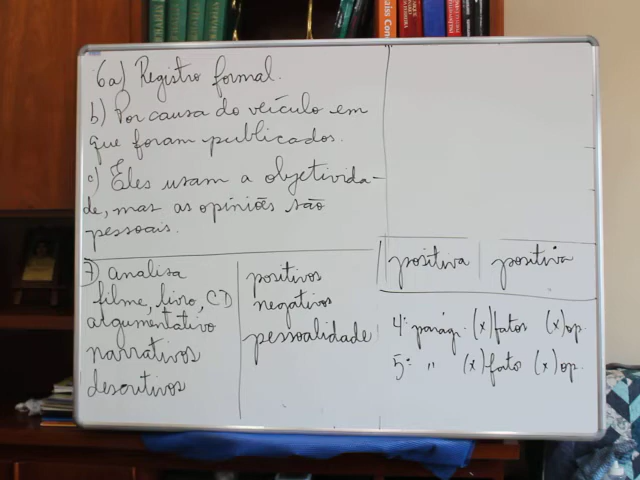 6a) Registro formal.
b) Por causa do veículo em
que foram publicados.
c) Eles usam a objetivida-
de, mas as opiniões são
pessoais.
7) analisa
filme, livro, CD
argumentativo
narrativos
descritivos
positivos
negativos
pessoalidade
positiva positiva
4º parág. (x) fatos (x) op.
5º " (x) fato (x) op.